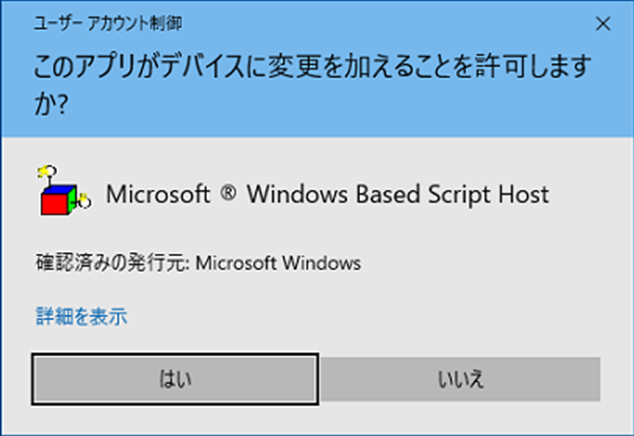 ユーザー アカウント制御
このアプリがデバイスに変更を加えることを許可します
か?
Microsoft ® Windows Based Script Host
確認済みの発行元: Microsoft Windows
詳細を表示
はい
いいえ